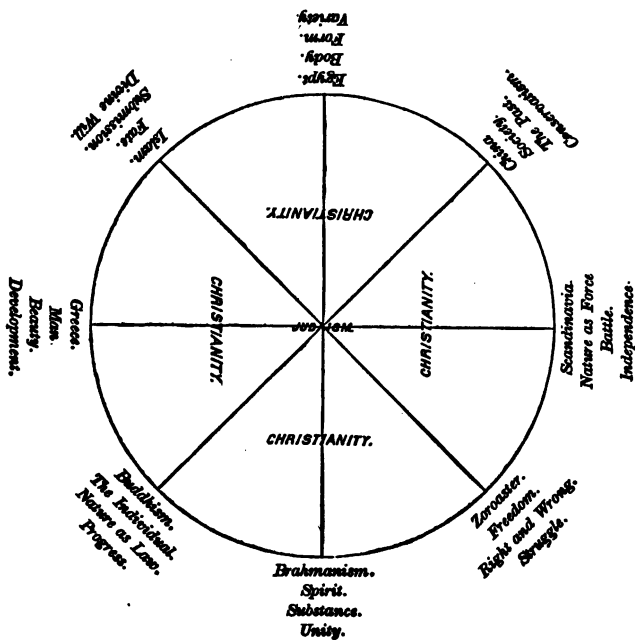 Egypt.
Body.
Form.
Variety.
China
Society.
The Past.
Conservatism.
Scandinavia
Nature as Force
Battle.
Independence.
Zoroaster.
Freedom.
Right and Wrong.
Struggle.
Brahmanism.
Spirit.
Substance.
Unity.
Buddhism.
The Individual.
Nature as Law.
Progress.
Greece.
Man.
Beauty.
Development.
Islam.
Fate.
Submission.
Divine Will.
CHRISTIANITY.
CHRISTIANITY.
CHRISTIANITY.
CHRISTIANITY.